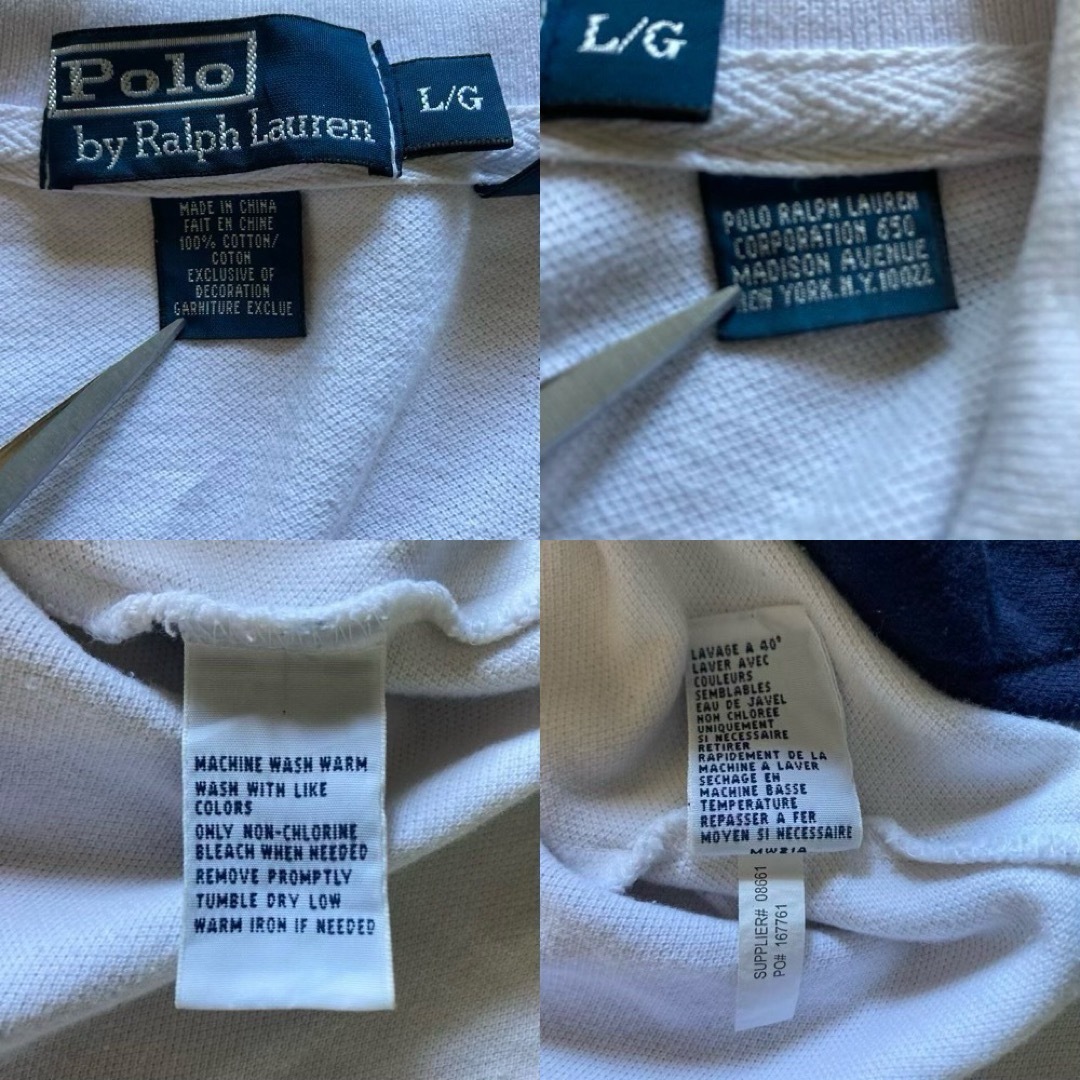 Polo
by Ralph Lauren
L/G
MADE IN CHINA
FAIT EN CHINE
100% COTTON/
COTON
EXCLUSIVE OF
DECORATION
GARNITURE EXCLUE
L/G
POLO RALPH LAUREN
CORPORATION 650
MADISON AVENUE
NEW YORK.N.Y.10022
MACHINE WASH WARM
WASH WITH LIKE
COLORS
ONLY NON-CHLORINE
BLEACH WHEN NEEDED
REMOVE PROMPTLY
TUMBLE DRY LOW
WARM IRON IF NEEDED
LAVAGE A 40°
LAVER AVEC
COULEURS
SEMBLABLES
EAU DE JAVEL
NON CHLOREE
UNIQUEMENT
SI NECESSAIRE
RETIRER
RAPIDEMENT DE LA
MACHINE A LAVER
SECHAGE EN
MACHINE BASSE
TEMPERATURE
REPASSER A FER
MOYEN SI NECESSAIRE
SUPPLIER# 08661
PO# 167761